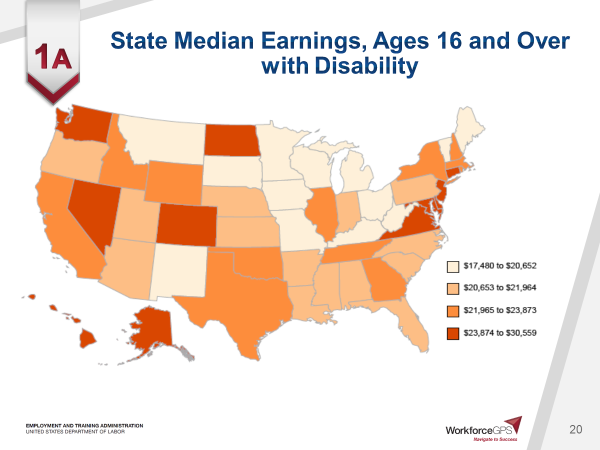 1A
State Median Earnings, Ages 16 and Over
with Disability
$17,480 to $20,652
$20,653 to $21,964
$21,965 to $23,873
$23,874 to $30,559
EMPLOYMENT AND TRAINING ADMINISTRATION
UNITED STATES DEPARTMENT OF LABOR
WorkforceGPS
Navigate to Success
20